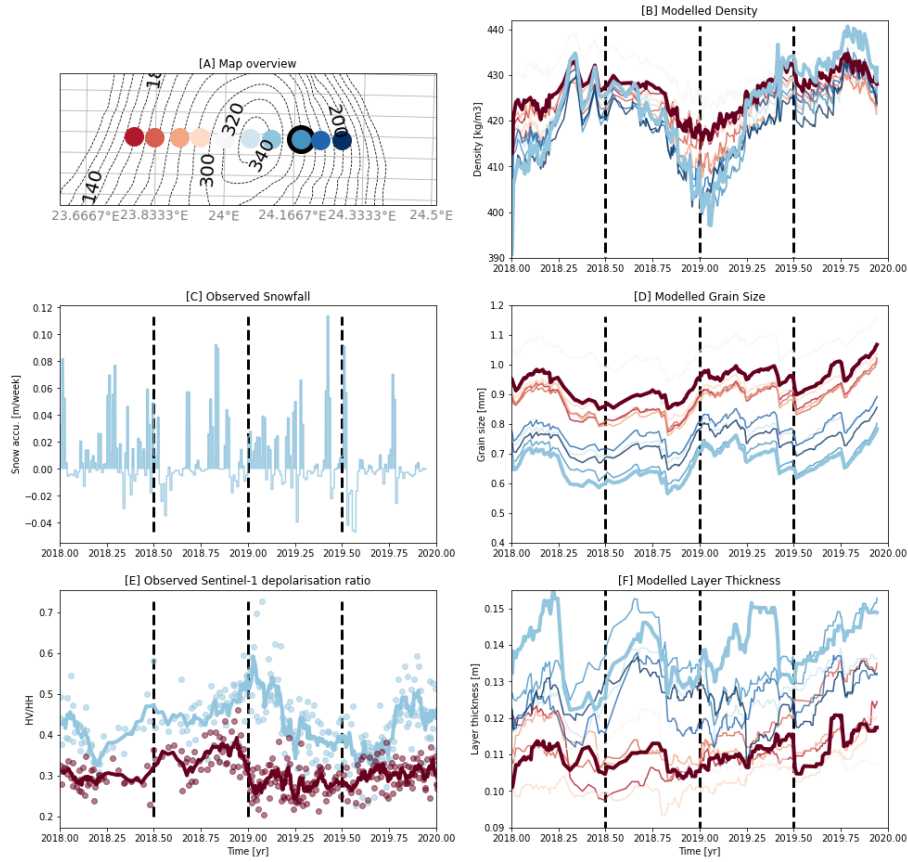 [A] Map overview
18
320
200
340
300
140
23.6667°E
23.8333°E
24°E
24.1667°E
24.3333°E
24.5°E
[B] Modelled Density
Density [kg/m3]
440
430
420
410
400
390
2018.00 2018.25 2018.50 2018.75 2019.00 2019.25 2019.50 2019.75 2020.00
[C] Observed Snowfall
Snow accu. [m/week]
0.12
0.10
0.08
0.06
0.04
0.02
0.00
−0.02
−0.04
2018.00 2018.25 2018.50 2018.75 2019.00 2019.25 2019.50 2019.75 2020.00
[D] Modelled Grain Size
Grain size [mm]
1.2
1.1
1.0
0.9
0.8
0.7
0.6
0.5
0.4
2018.00 2018.25 2018.50 2018.75 2019.00 2019.25 2019.50 2019.75 2020.00
[E] Observed Sentinel-1 depolarisation ratio
HV/HH
0.7
0.6
0.5
0.4
0.3
0.2
2018.00 2018.25 2018.50 2018.75 2019.00 2019.25 2019.50 2019.75 2020.00
Time [yr]
[F] Modelled Layer Thickness
Layer thickness [m]
0.15
0.14
0.13
0.12
0.11
0.10
0.09
2018.00 2018.25 2018.50 2018.75 2019.00 2019.25 2019.50 2019.75 2020.00
Time [yr]